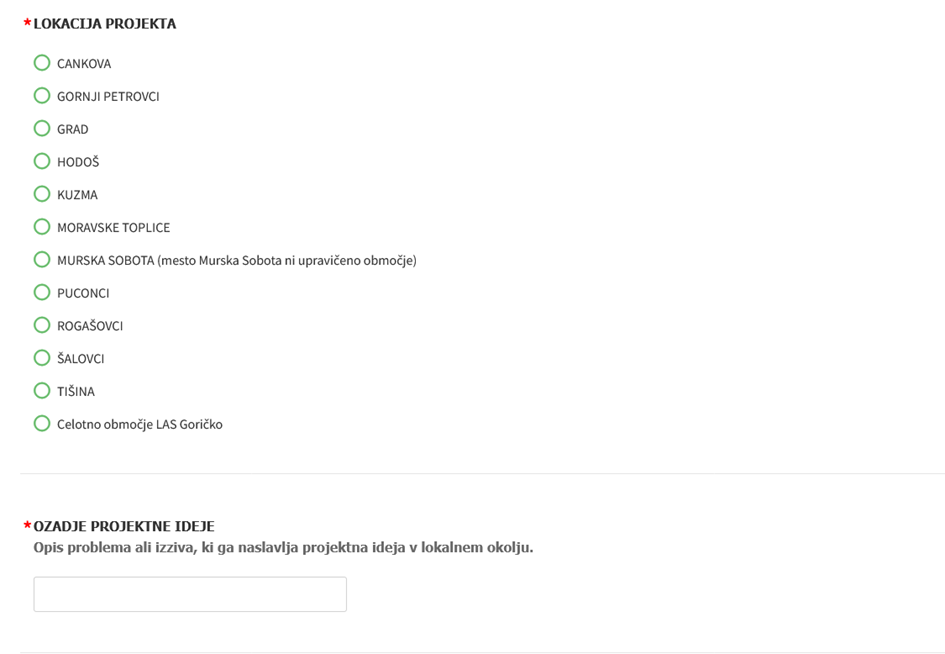 *LOKACIJA PROJEKTA
CANKOVA
GORNJI PETROVCI
GRAD
HODOŠ
KUZMA
MORAVSKE TOPLICE
MURSKA SOBOTA (mesto Murska Sobota ni upravičeno območje)
PUCONCI
ROGAŠOVCI
ŠALOVCI
TIŠINA
Celotno območje LAS Goričko
*OZADJE PROJEKTNE IDEJE
Opis problema ali izziva, ki ga naslavlja projektna ideja v lokalnem okolju.